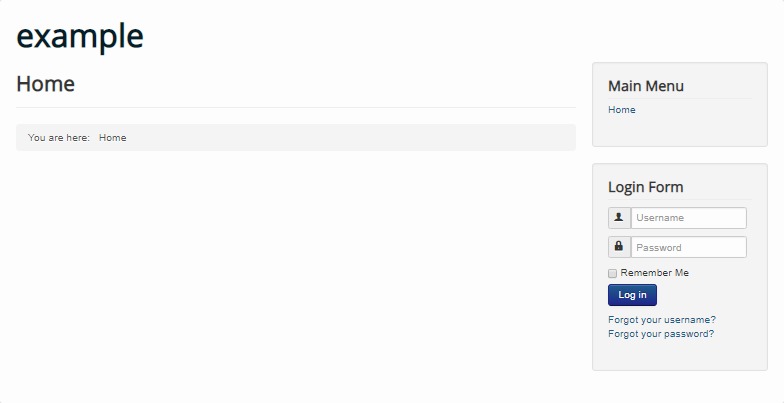 example
Home
You are here: Home
Main Menu
Home
Login Form
Username
Password
Remember Me
Log in
Forgot your username?
Forgot your password?